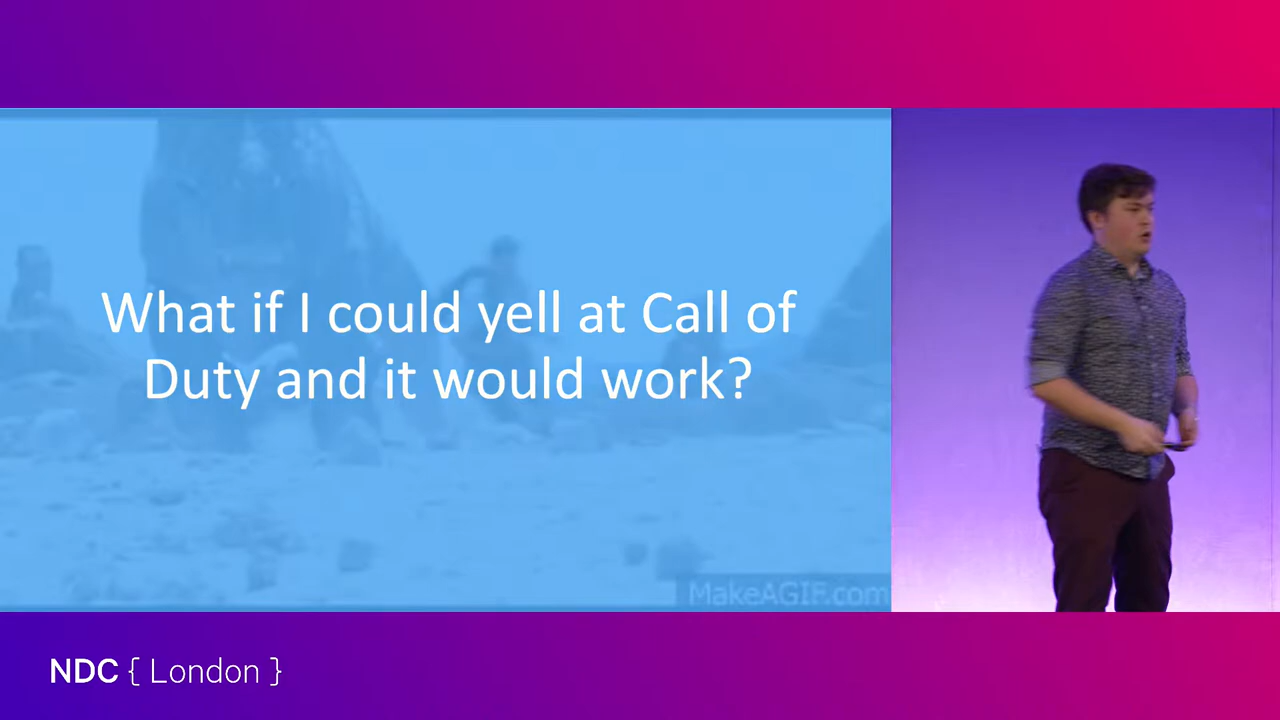 What if I could yell at Call of
Duty and it would work?
MakeAGIF.com
NDC { London }